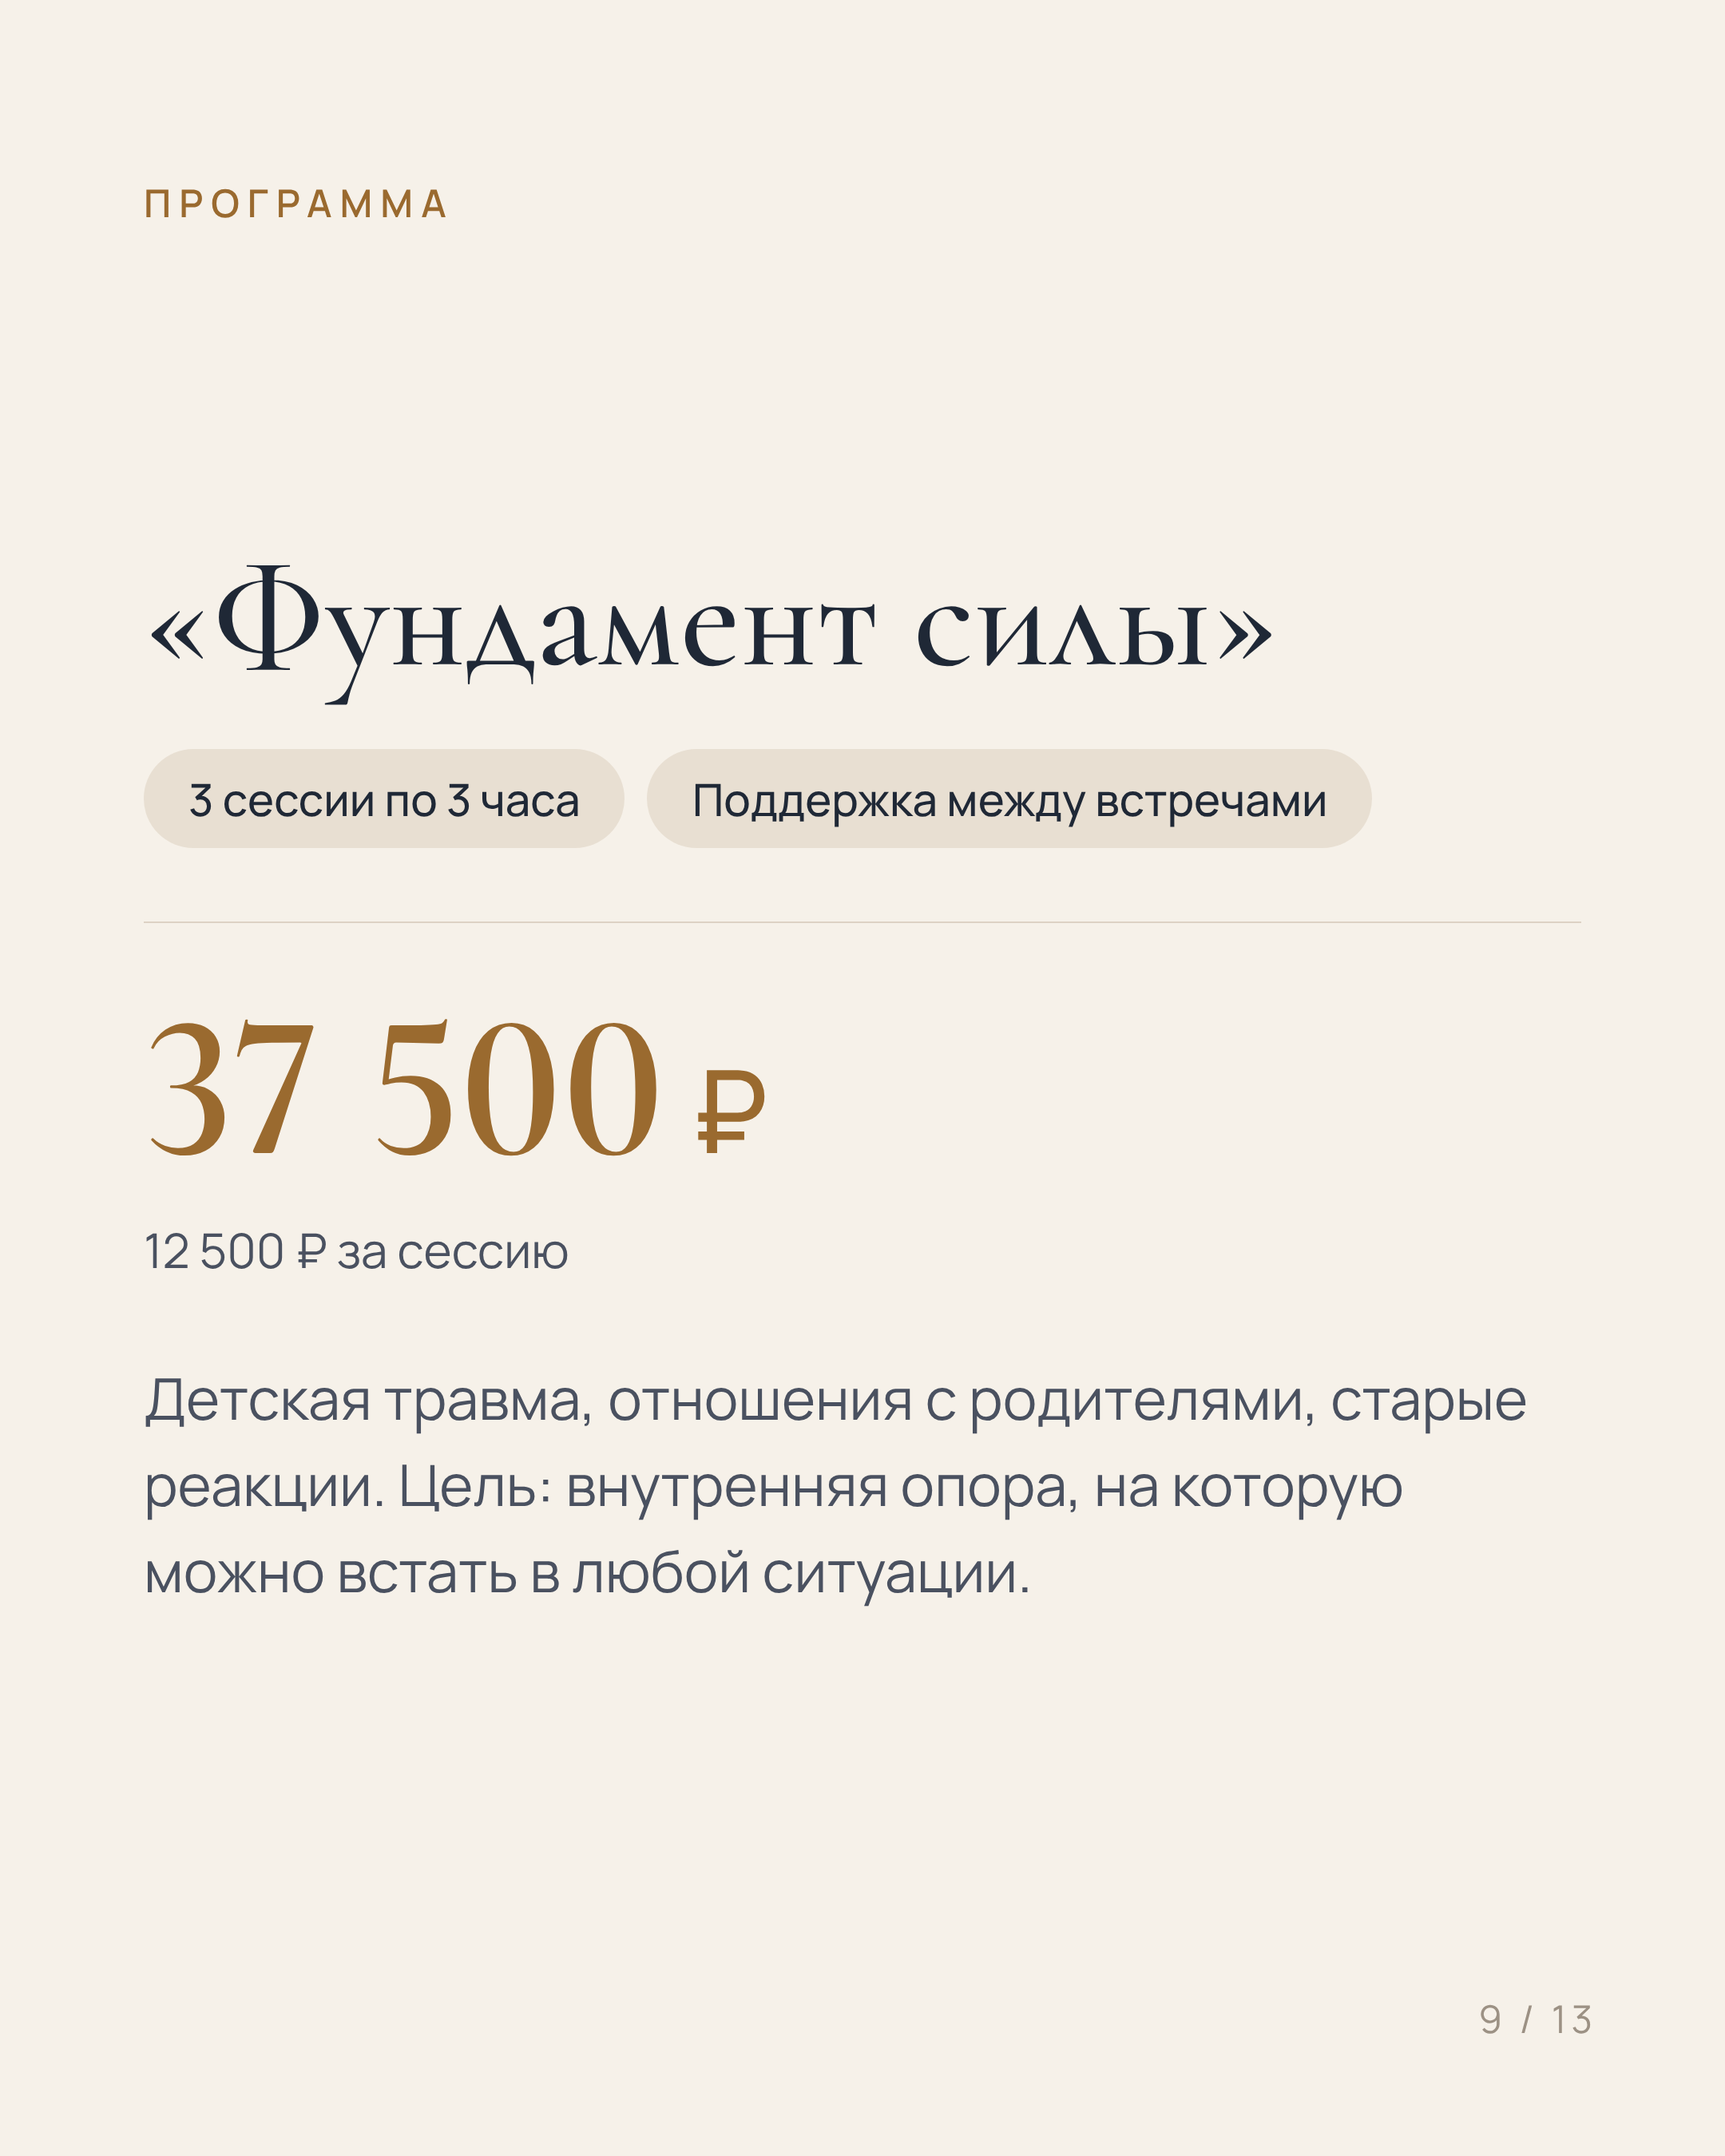 ПРОГРАММА
«Фундамент силы»
3 сессии по 3 часа
Поддержка между встречами
37 500 ₽
12 500 ₽ за сессию
Детская травма, отношения с родителями, старые
реакции. Цель: внутренняя опора, на которую
можно встать в любой ситуации.
9 / 13